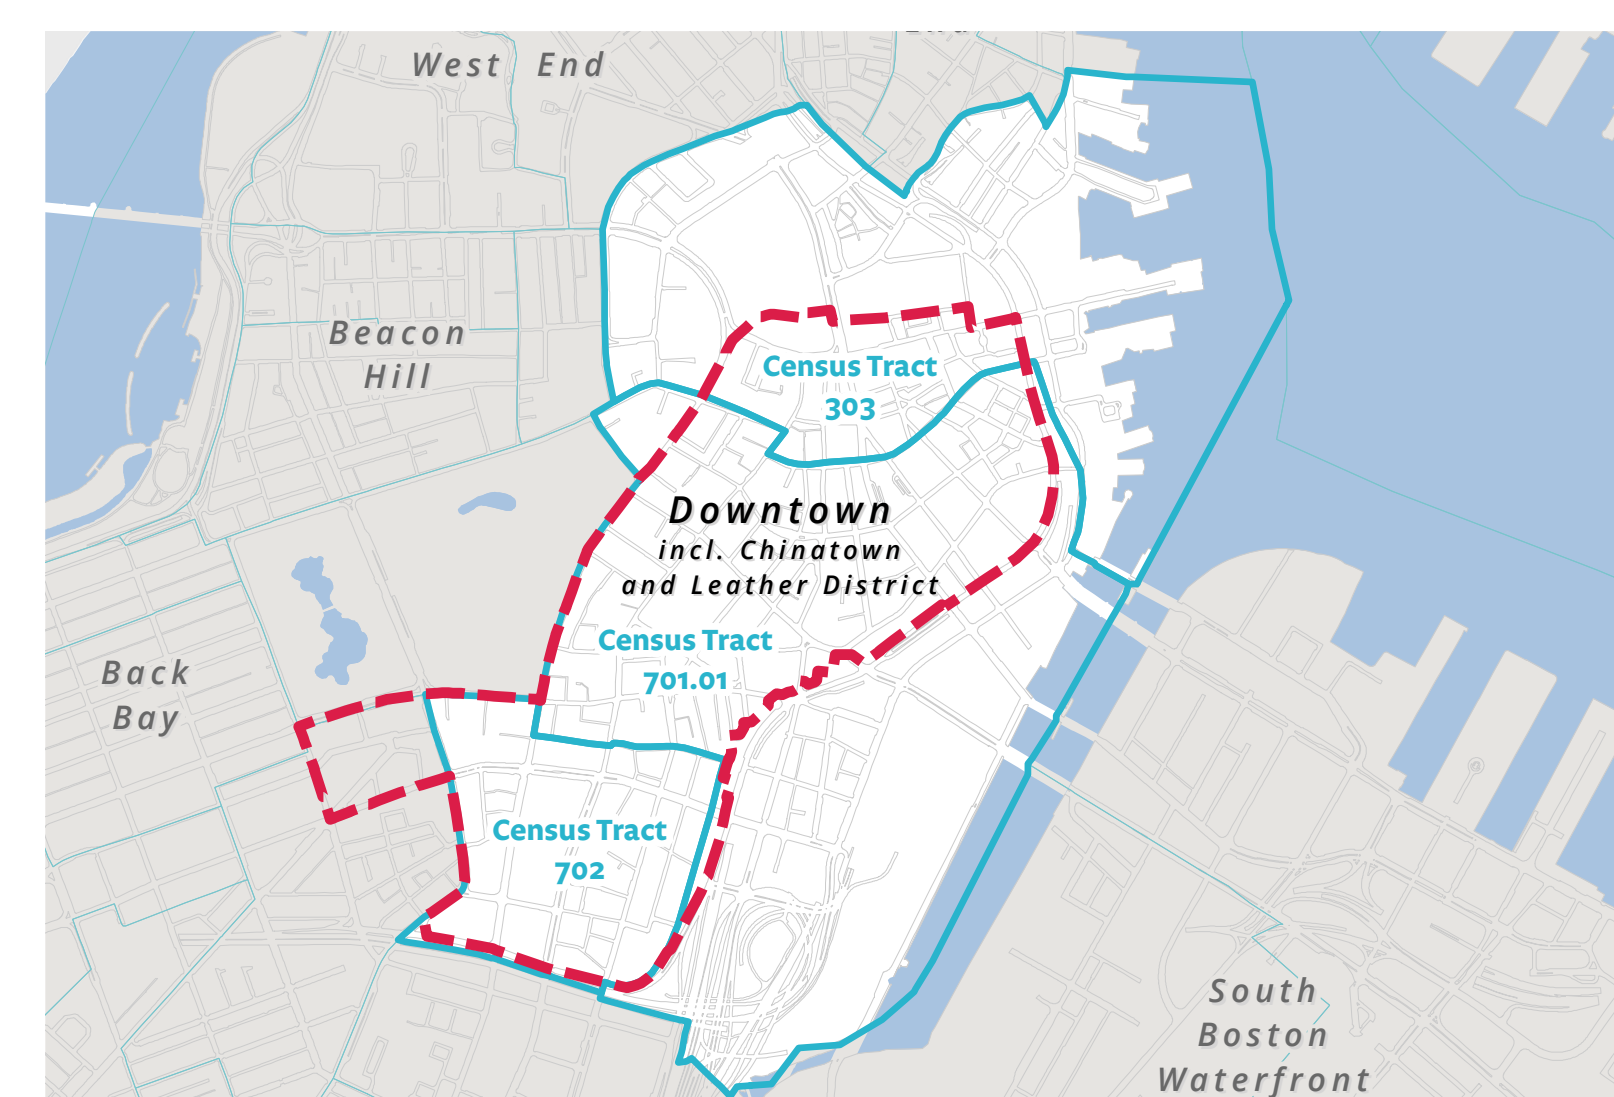 West End
Beacon
Hill
Census Tract
303
Downtown
incl. Chinatown
and Leather District
Census Tract
701.01
Back
Bay
Census Tract
702
South
Boston
Waterfront